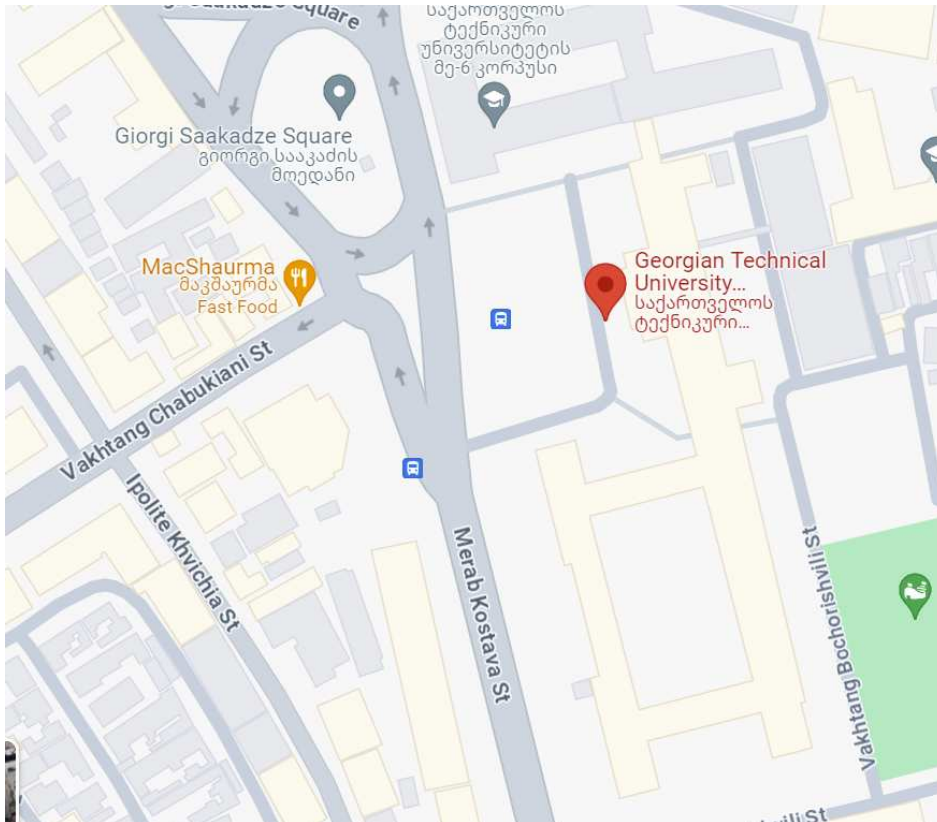 Saakadze Square
საქართველოს
ტექნიკური
უნივერსიტეტის
მე-6 კორპუსი
Giorgi Saakadze Square
გიორგი სააკაძის
მოედანი
MacShaurma
მაკშაურმა
Fast Food
Georgian Technical
University...
საქართველოს
ტექნიკური...
Vakhtang Chabukiani St
Ipolite Khvichia St
Merab Kostava St
Vakhtang Bochorishvili St
St